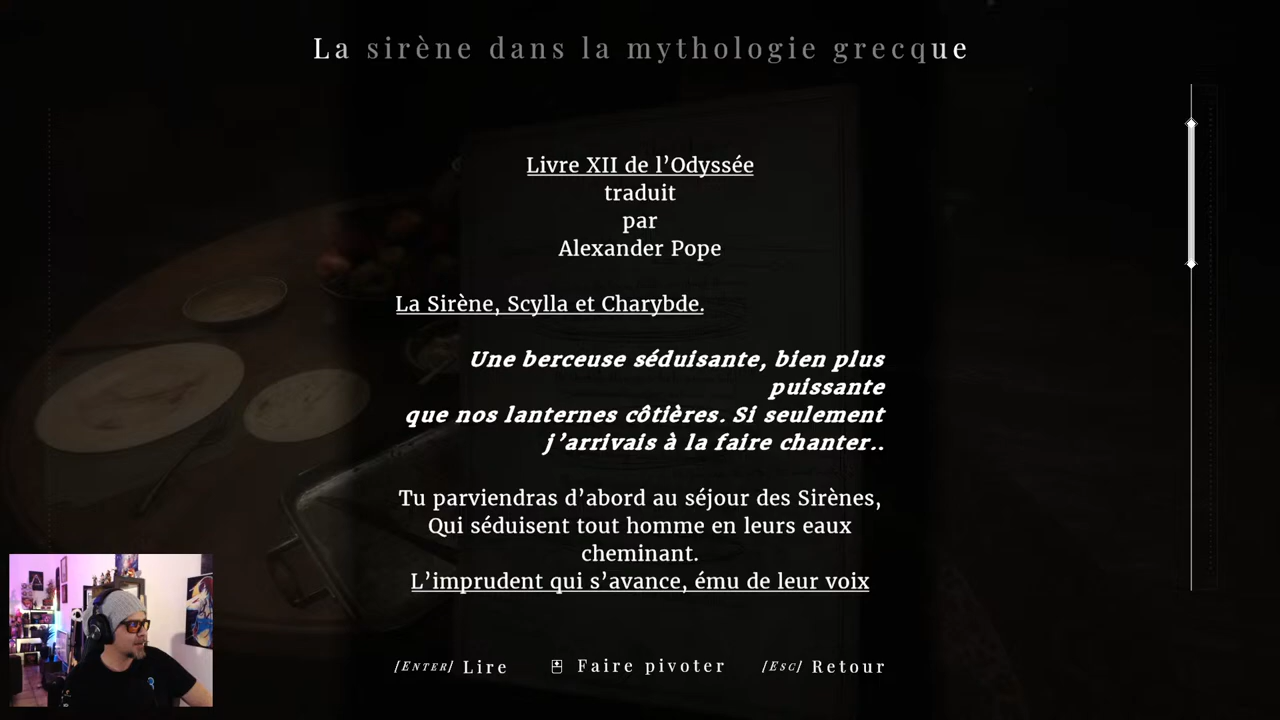 La sirène dans la mythologie grecque
Livre XII de l’Odyssée
traduit
par
Alexander Pope
La Sirène, Scylla et Charybde.
Une berceuse séduisante, bien plus
puissante
que nos lanternes côtières. Si seulement
j’arrivais à la faire chanter..
Tu parviendras d’abord au séjour des Sirènes,
Qui séduisent tout homme en leurs eaux
cheminant.
L’imprudent qui s’avance, ému de leur voix
/ENTER/ Lire
Faire pivoter
/ESC/ Retour